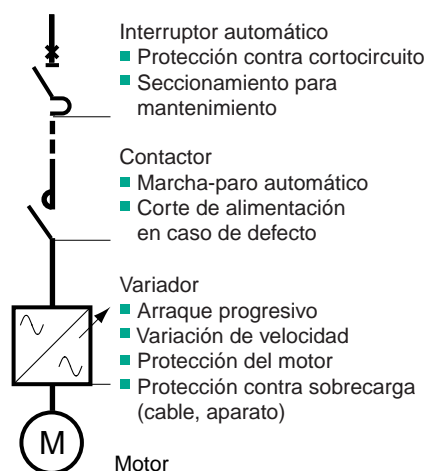 Interruptor automático
Protección contra cortocircuito
Seccionamiento para
mantenimiento
Contactor
Marcha-paro automático
Corte de alimentación
en caso de defecto
Variador
Arraque progresivo
Variación de velocidad
Protección del motor
Protección contra sobrecarga
(cable, aparato)
M
Motor